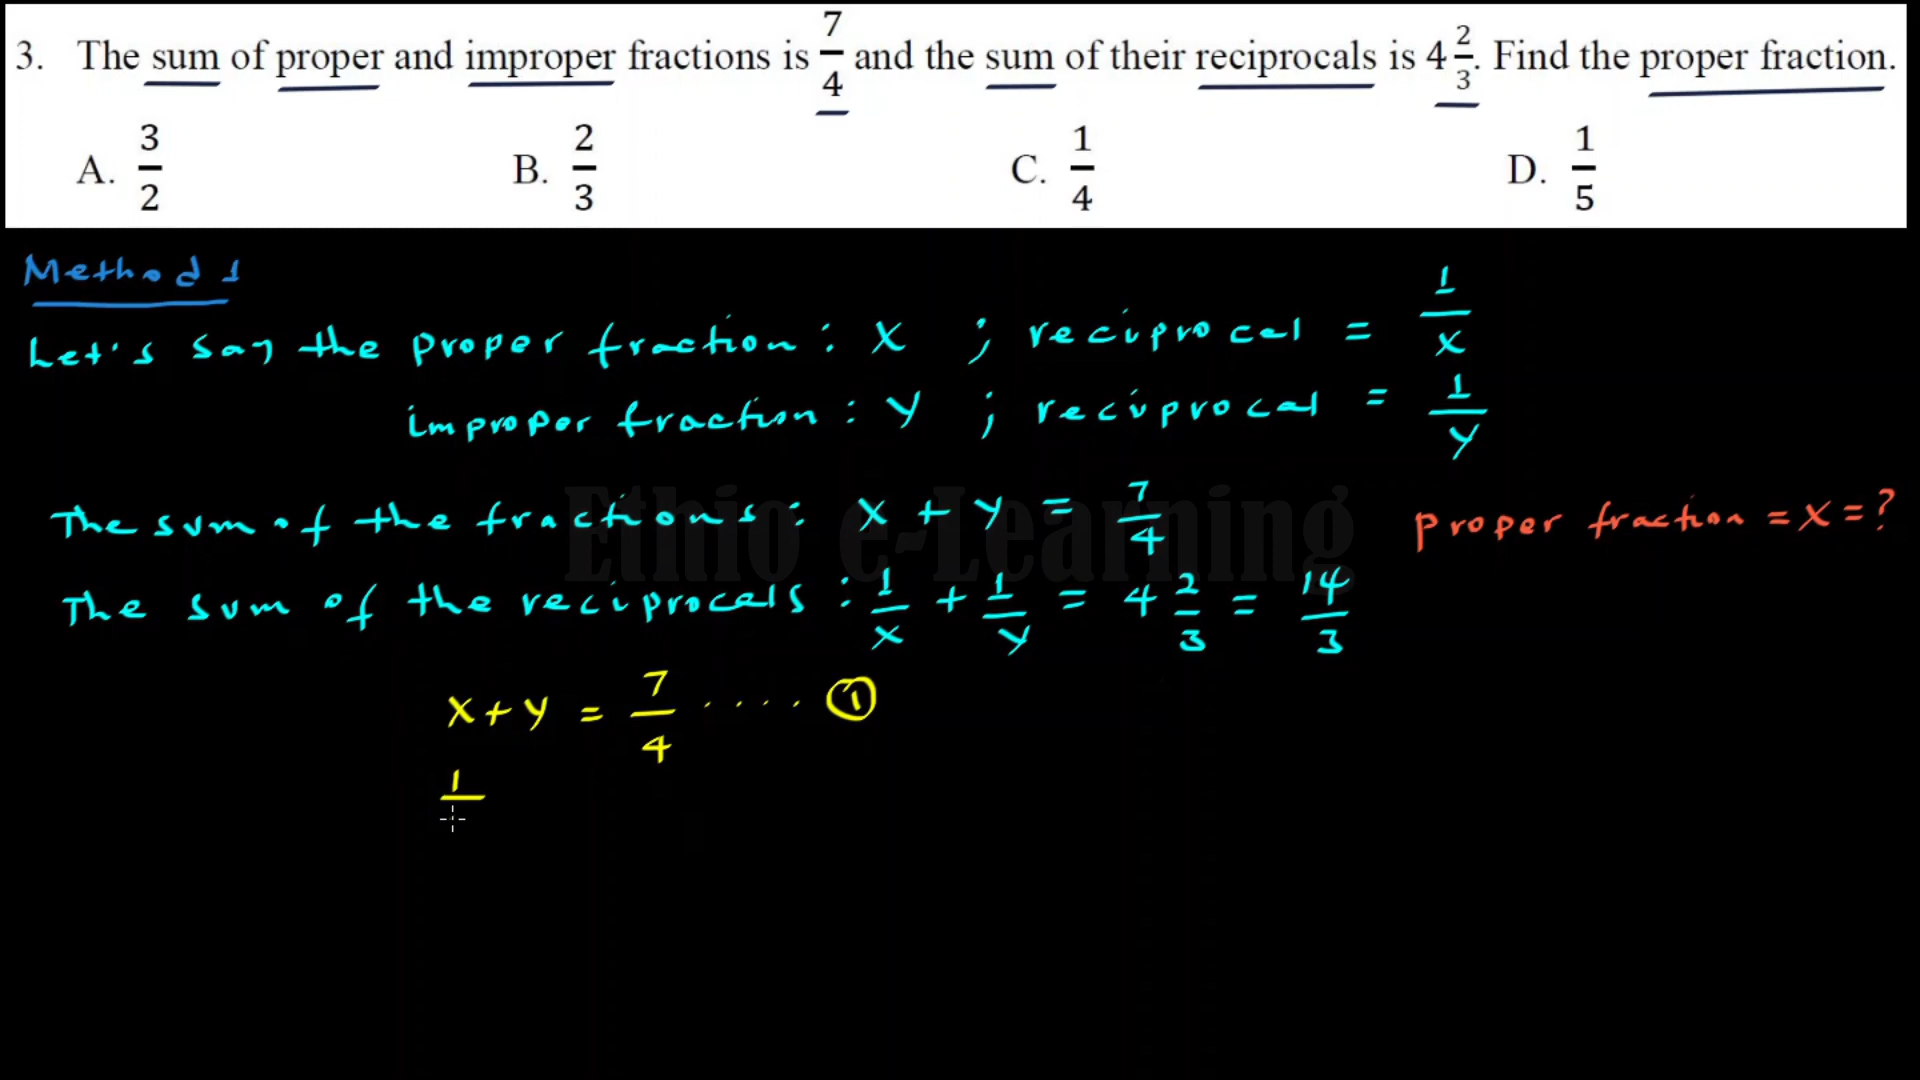 3. The sum of proper and improper fractions is 7/4 and the sum of their reciprocals is 4 2/3. Find the proper fraction.
A. 3/2 B. 2/3 C. 1/4 D. 1/5
Method 1
Let's say the proper fraction : X ; reciprocal = 1/X
improper fraction : Y ; reciprocal = 1/Y
The sum of the fractions : X + Y = 7/4
proper fraction = X = ?
The sum of the reciprocals : 1/X + 1/Y = 4 2/3 = 14/3
X + Y = 7/4 .... ①
1
Ethio e-Learning